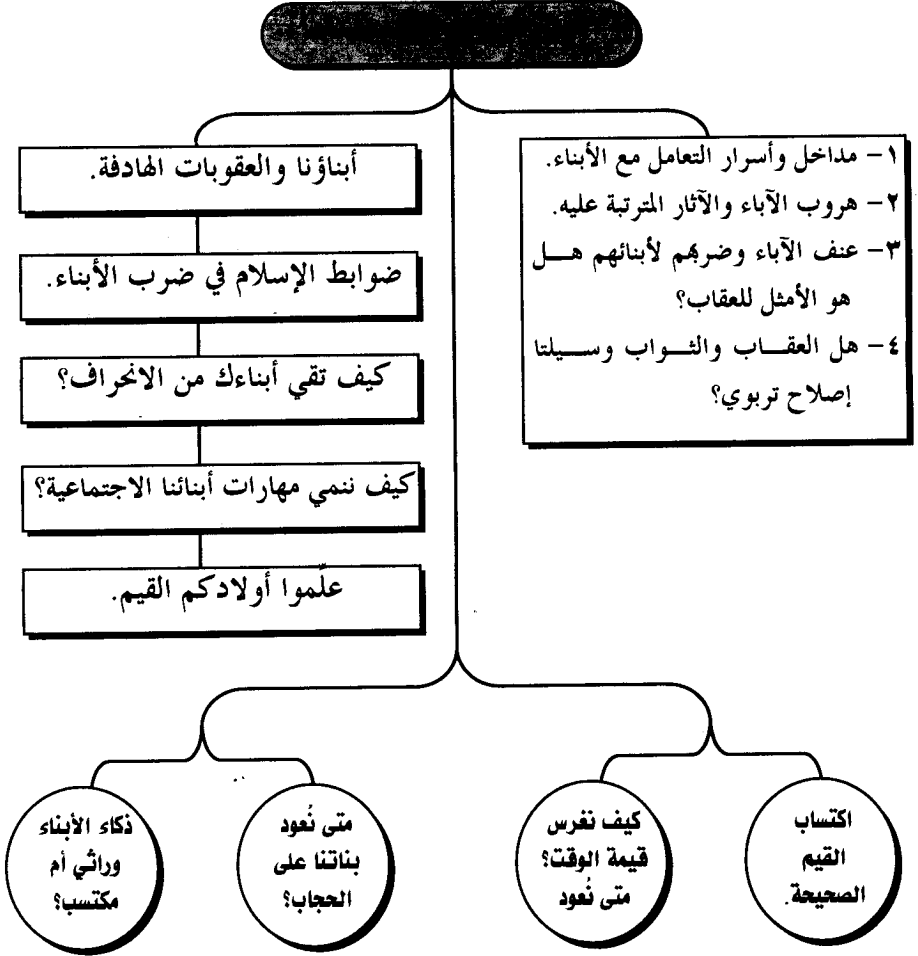 ١- مداخل وأسرار التعامل مع الأبناء.
٢- هروب الآباء والآثار المترتبة عليه.
٣- عنف الآباء وضربهم لأبنائهم هل
هو الأمثل للعقاب؟
٤- هل العقاب والثواب وسيلتا
إصلاح تربوي؟
أبناؤنا والعقوبات الهادفة.
ضوابط الإسلام في ضرب الأبناء.
كيف تقي أبناءك من الانحراف؟
كيف ننمي مهارات أبنائنا الاجتماعية؟
علّموا أولادكم القيم.
اكتساب
القيم
الصحيحة.
كيف نغرس
قيمة الوقت؟
متى نُعود
متى نُعود
بناتنا على
الحجاب؟
ذكاء الأبناء
وراثي أم
مكتسب؟